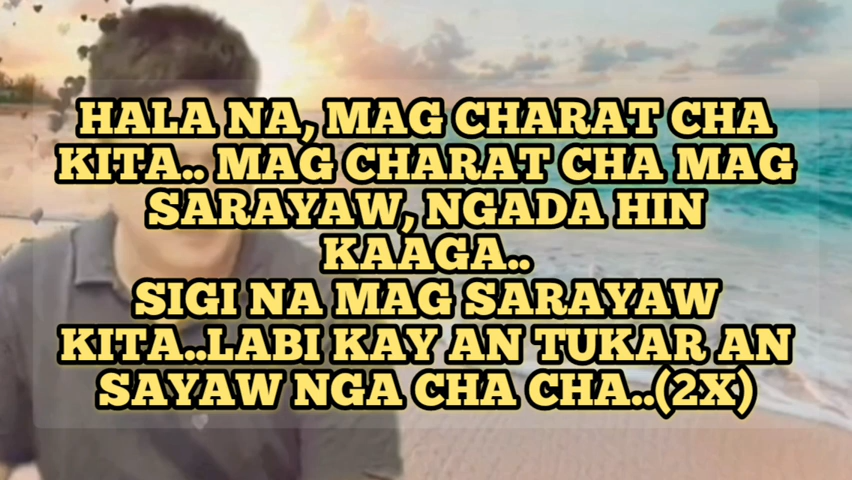 HALA NA, MAG CHARAT CHA
KITA.. MAG CHARAT CHA MAG
SARAYAW, NGADA HIN
KAAGA..
SIGI NA MAG SARAYAW
KITA..LABI KAY AN TUKAR AN
SAYAW NGA CHA CHA..(2X)